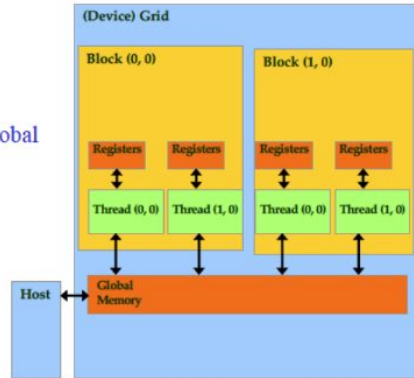 (Device) Grid
Block (0, 0)
Block (1, 0)
obal
Registers
Registers
Registers
Registers
Thread (0, 0)
Thread (1, 0)
Thread (0, 0)
Thread (1, 0)
Host
Global
Memory